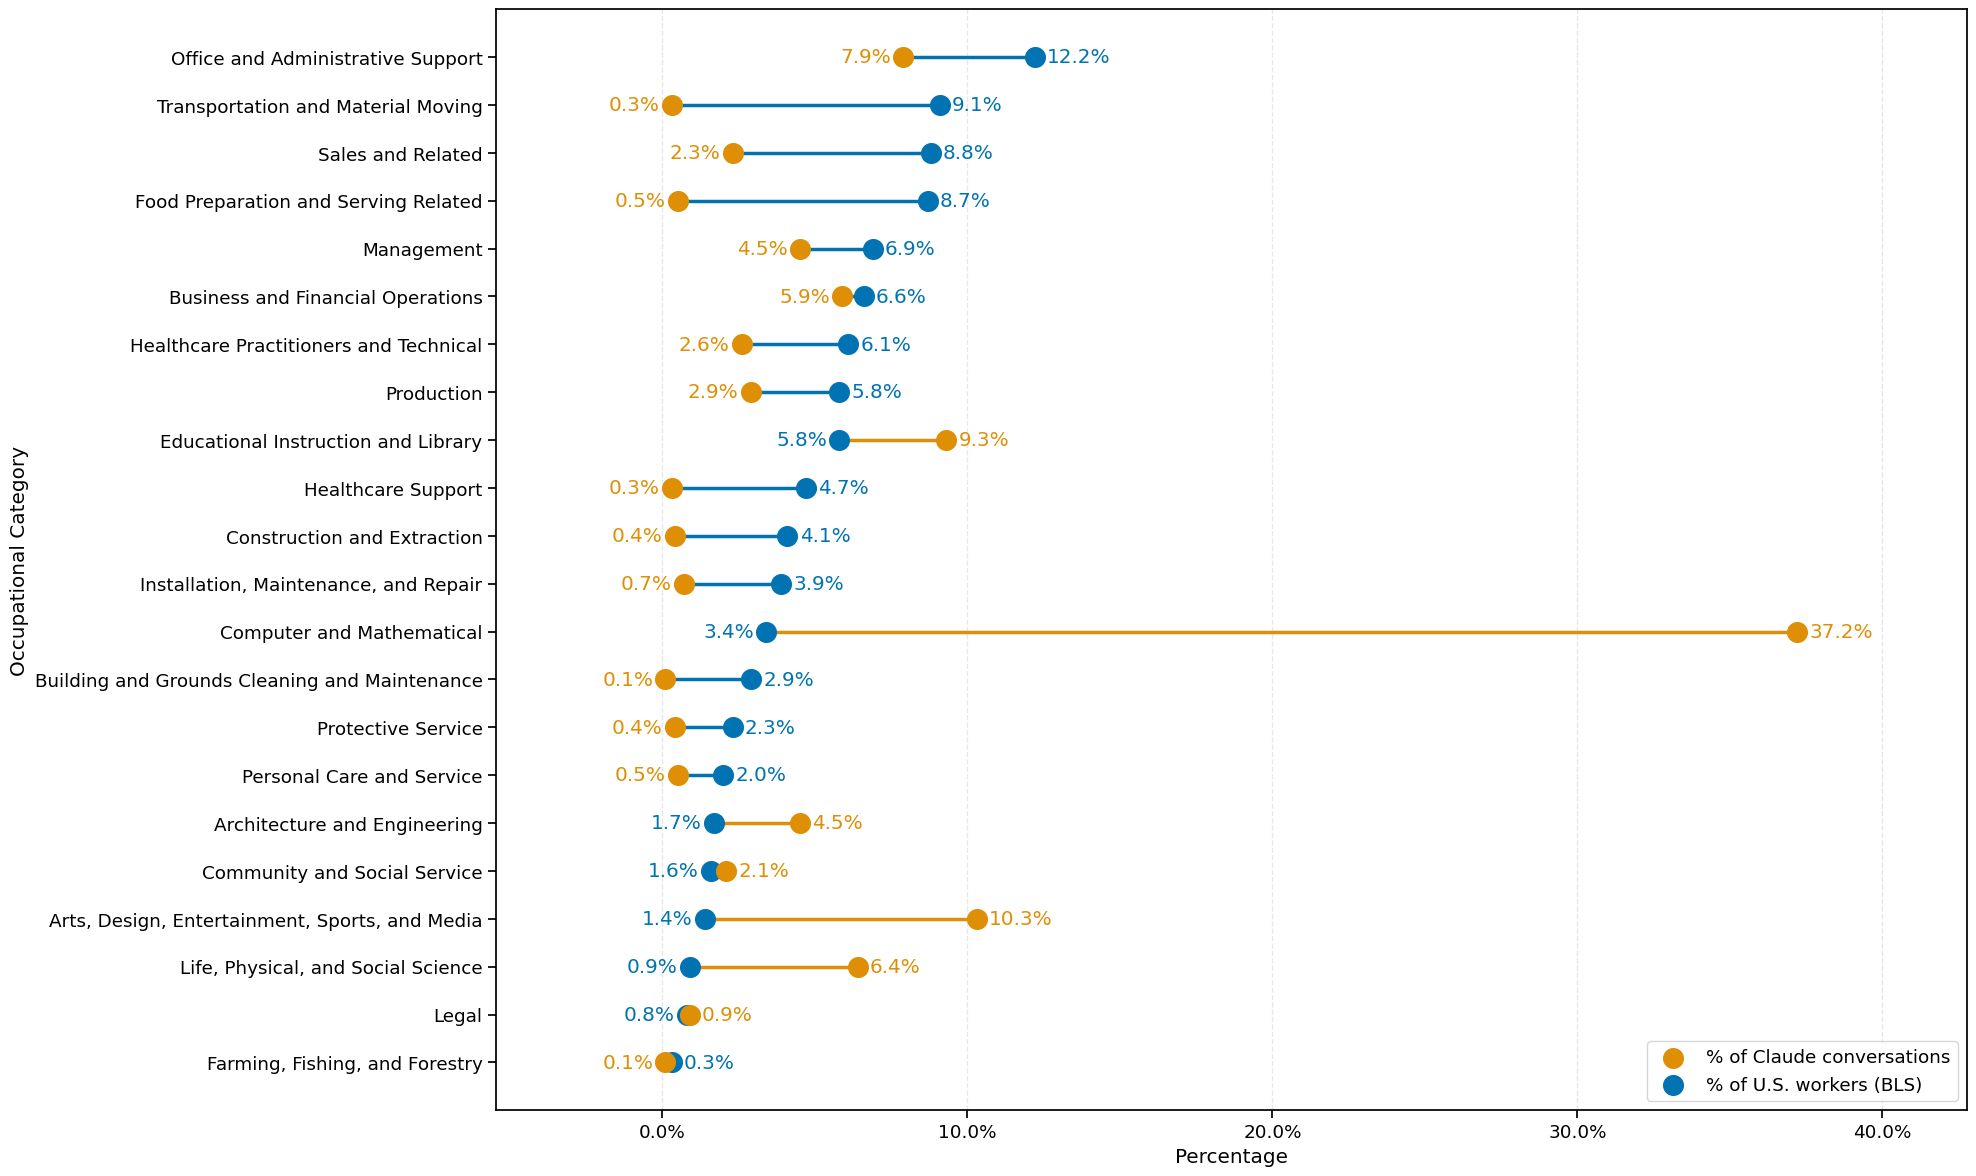 Office and Administrative Support 7.9% 12.2%
Transportation and Material Moving 0.3% 9.1%
Sales and Related 2.3% 8.8%
Food Preparation and Serving Related 0.5% 8.7%
Management 4.5% 6.9%
Business and Financial Operations 5.9% 6.6%
Healthcare Practitioners and Technical 2.6% 6.1%
Production 2.9% 5.8%
Educational Instruction and Library 5.8% 9.3%
Healthcare Support 0.3% 4.7%
Construction and Extraction 0.4% 4.1%
Installation, Maintenance, and Repair 0.7% 3.9%
Computer and Mathematical 3.4% 37.2%
Building and Grounds Cleaning and Maintenance 0.1% 2.9%
Protective Service 0.4% 2.3%
Personal Care and Service 0.5% 2.0%
Architecture and Engineering 1.7% 4.5%
Community and Social Service 1.6% 2.1%
Arts, Design, Entertainment, Sports, and Media 1.4% 10.3%
Life, Physical, and Social Science 0.9% 6.4%
Legal 0.8% 0.9%
Farming, Fishing, and Forestry 0.1% 0.3%
Occupational Category
% of Claude conversations
% of U.S. workers (BLS)
0.0% 10.0% 20.0% 30.0% 40.0%
Percentage